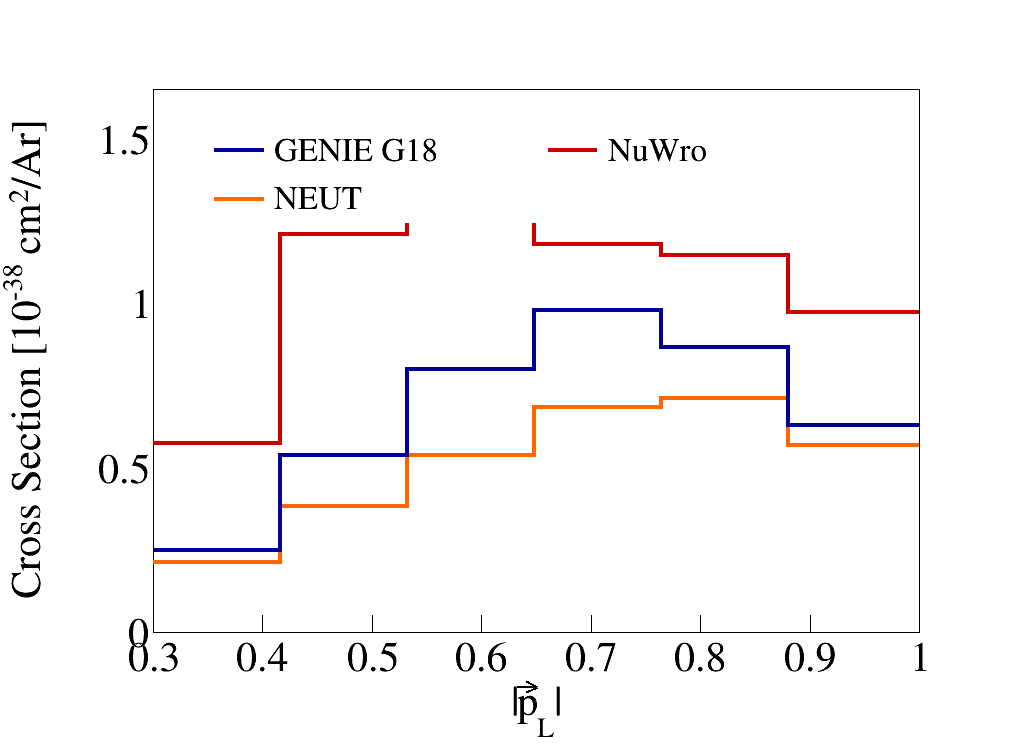 GENIE G18
NuWro
NEUT
Cross Section [10⁻³⁸ cm²/Ar]
1.5
1
0.5
0
0.3 0.4 0.5 0.6 0.7 0.8 0.9 1
|p⃗_L|